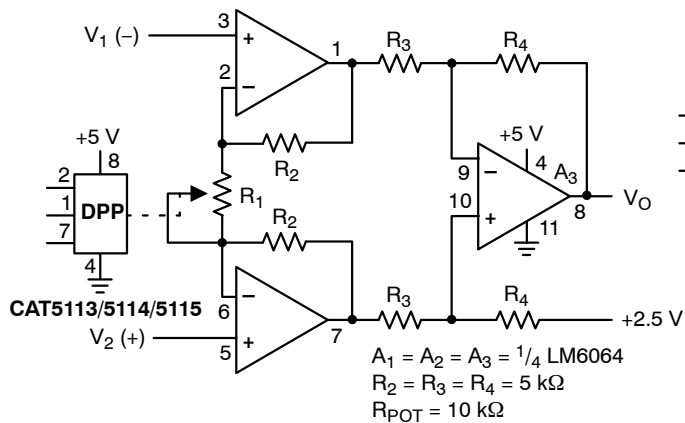 3
V₁ (–)
+
1
R₃
R₄
2
–
+5 V
8
R₂
+5 V
4
A₃
9
–
2
1
DPP
7
R₁
10
+
8
V_O
11
R₂
4
CAT5113/5114/5115
6
–
R₃
R₄
7
+2.5 V
V₂ (+)
5
+
A₁ = A₂ = A₃ = ¹/₄ LM6064
R₂ = R₃ = R₄ = 5 kΩ
R_POT = 10 kΩ